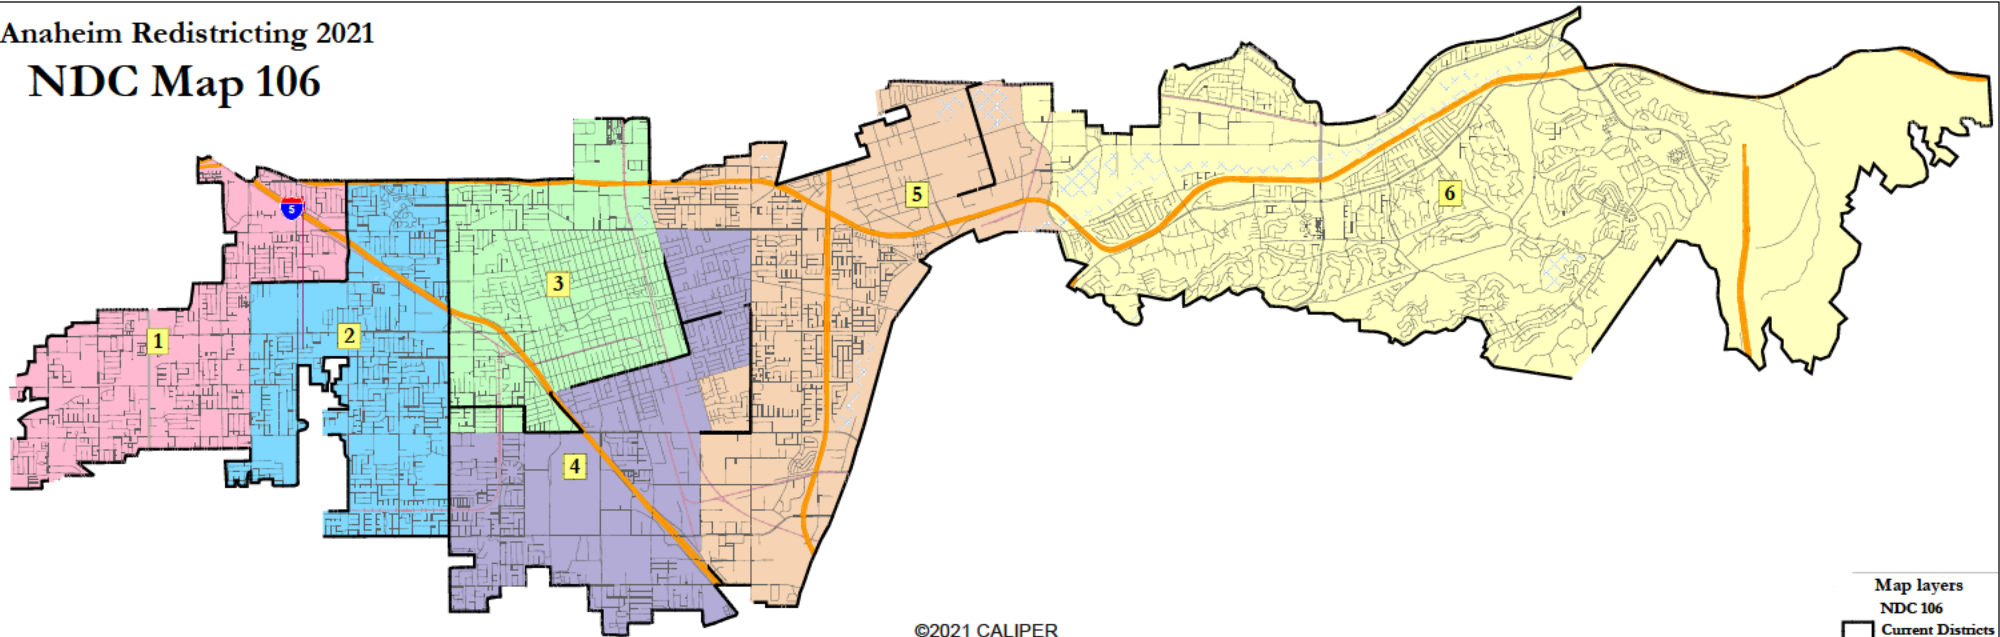 Anaheim Redistricting 2021
NDC Map 106
5
1
2
3
4
5
6
©2021 CALIPER
Map layers
NDC 106
Current Districts